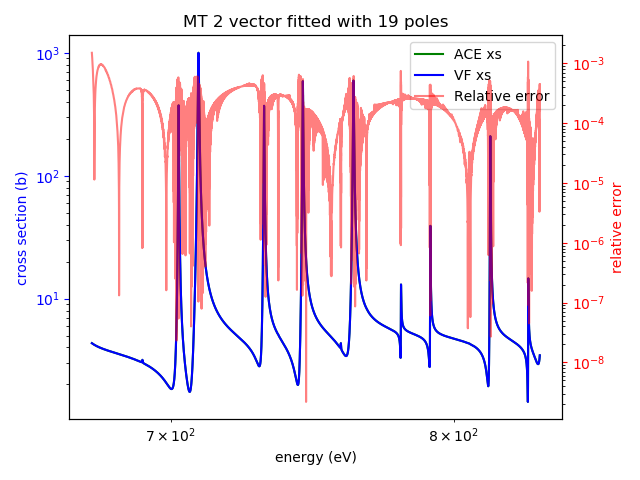 MT 2 vector fitted with 19 poles
ACE xs
VF xs
Relative error
10³
10²
10¹
cross section (b)
10⁻³
10⁻⁴
10⁻⁵
10⁻⁶
10⁻⁷
10⁻⁸
relative error
7 × 10² 8 × 10²
energy (eV)